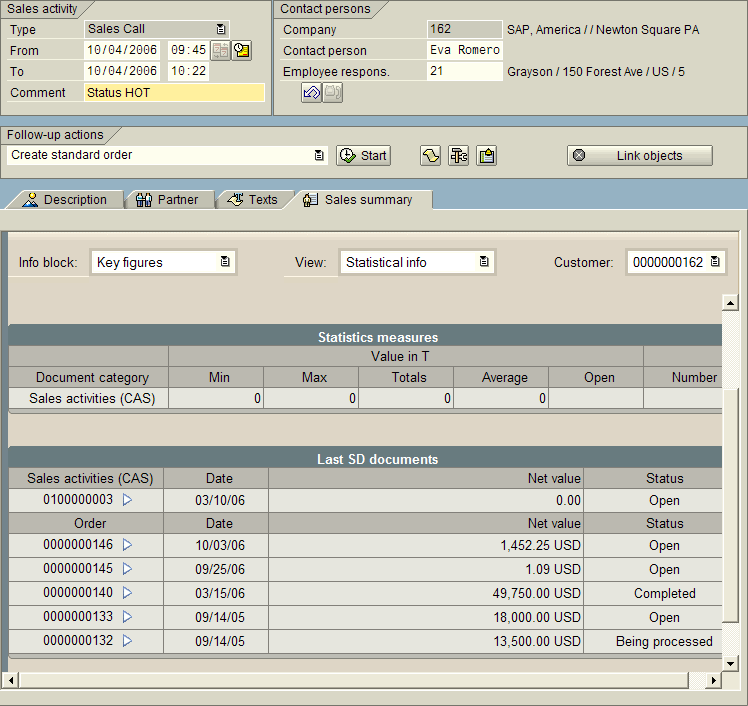 Sales activity
Type Sales Call
From 10/04/2006 09:45
To 10/04/2006 10:22
Comment Status HOT
Contact persons
Company 162 SAP, America / / Newton Square PA
Contact person Eva Romero
Employee respons. 21 Grayson / 150 Forest Ave / US / 5
Follow-up actions
Create standard order Start Link objects
Description Partner Texts Sales summary
Info block: Key figures View: Statistical info Customer: 0000000162
Statistics measures
Value in T
Document category Min Max Totals Average Open Number
Sales activities (CAS) 0 0 0 0
Last SD documents
Sales activities (CAS) Date Net value Status
0100000003 03/10/06 0.00 Open
Order Date Net value Status
0000000146 10/03/06 1,452.25 USD Open
0000000145 09/25/06 1.09 USD Open
0000000140 03/15/06 49,750.00 USD Completed
0000000133 09/14/05 18,000.00 USD Open
0000000132 09/14/05 13,500.00 USD Being processed